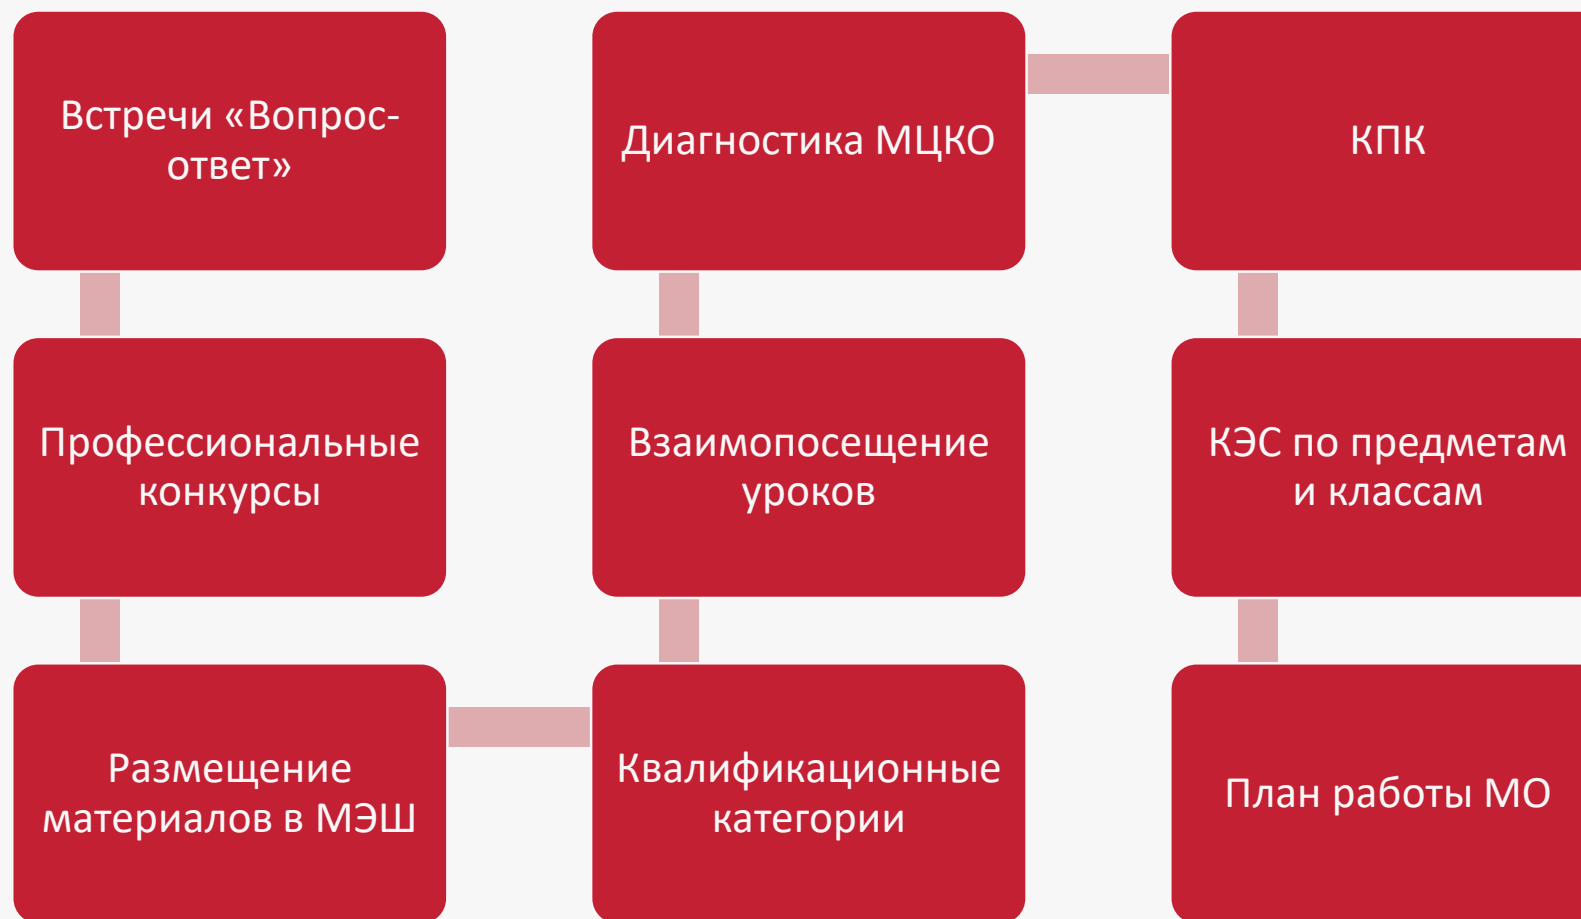 Встречи «Вопрос-
ответ»
Профессиональные
конкурсы
Размещение
материалов в МЭШ
Квалификационные
категории
Взаимопосещение
уроков
Диагностика МЦКО
КПК
КЭС по предметам
и классам
План работы МО